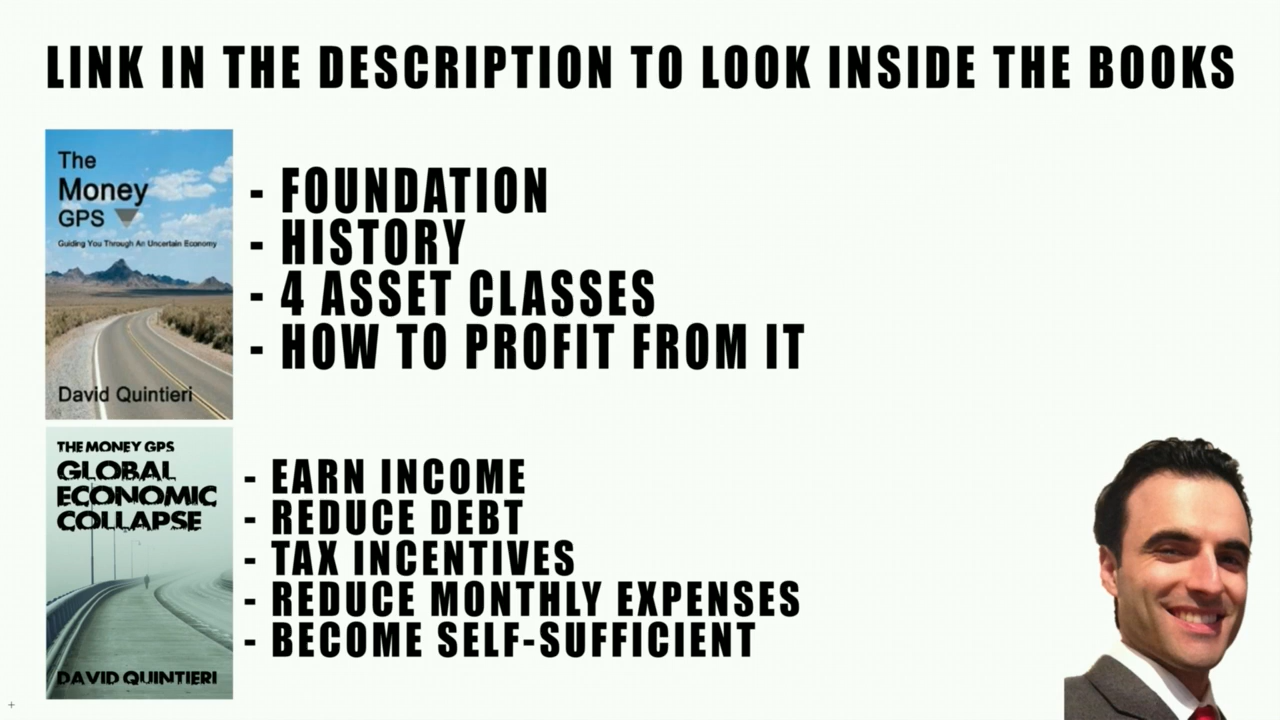 LINK IN THE DESCRIPTION TO LOOK INSIDE THE BOOKS
The
Money
GPS
Guiding You Through An Uncertain Economy
David Quintieri
- FOUNDATION
- HISTORY
- 4 ASSET CLASSES
- HOW TO PROFIT FROM IT
THE MONEY GPS
GLOBAL
ECONOMIC
COLLAPSE
DAVID QUINTIERI
- EARN INCOME
- REDUCE DEBT
- TAX INCENTIVES
- REDUCE MONTHLY EXPENSES
- BECOME SELF-SUFFICIENT